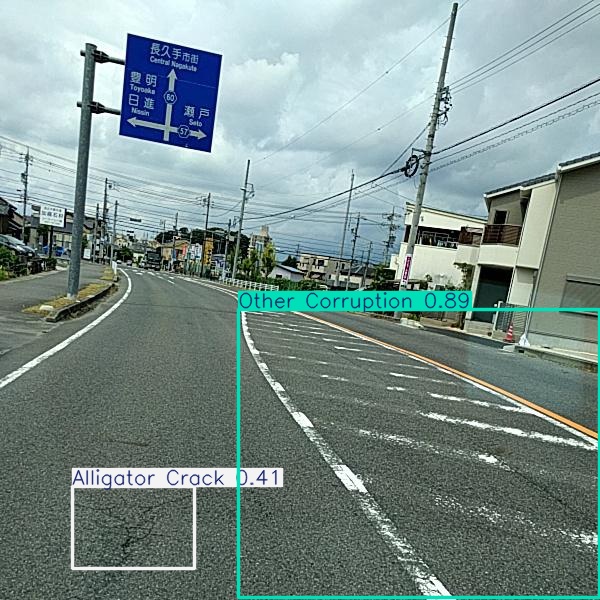 長久手市街
Central Nagakute
豊明
Toyoake
日進
Nissin
60
瀬戸
Seto
57
Other Corruption 0.89
Alligator Crack 0.41